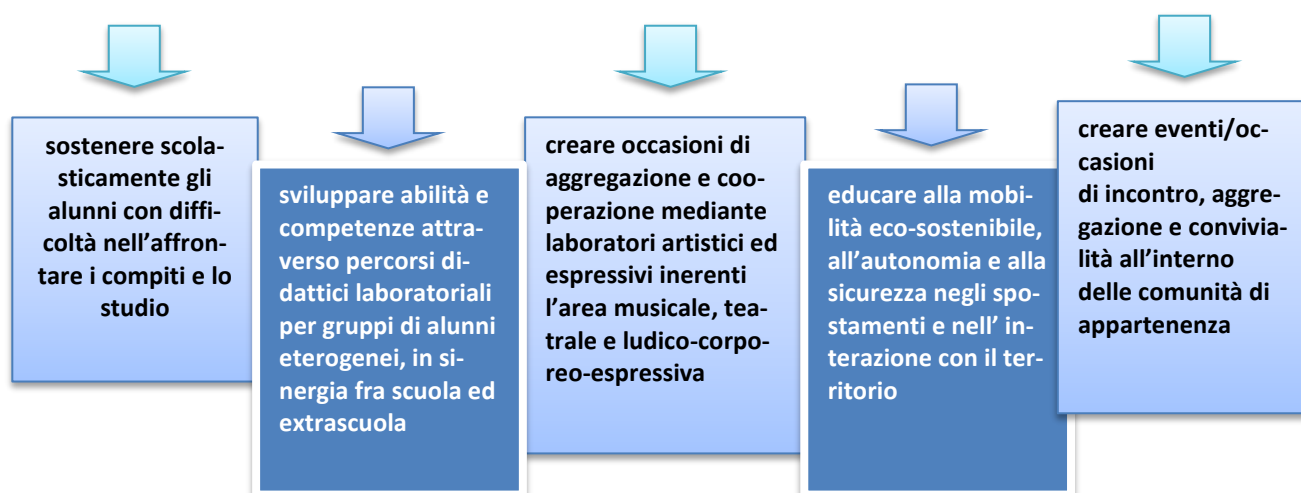 sostenere scola-
sticamente gli
alunni con diffi-
coltà nell’affron-
tare i compiti e lo
studio
sviluppare abilità e
competenze attra-
verso percorsi di-
dattici laboratoriali
per gruppi di alunni
eterogenei, in si-
nergia fra scuola ed
extrascuola
creare occasioni di
aggregazione e coo-
perazione mediante
laboratori artistici ed
espressivi inerenti
l’area musicale, tea-
trale e ludico-corpo-
reo-espressiva
educare alla mobi-
lità eco-sostenibile,
all’autonomia e alla
sicurezza negli spo-
stamenti e nell’ in-
terazione con il ter-
ritorio
creare eventi/oc-
casioni
di incontro, aggre-
gazione e convivia-
lità all’interno
delle comunità di
appartenenza